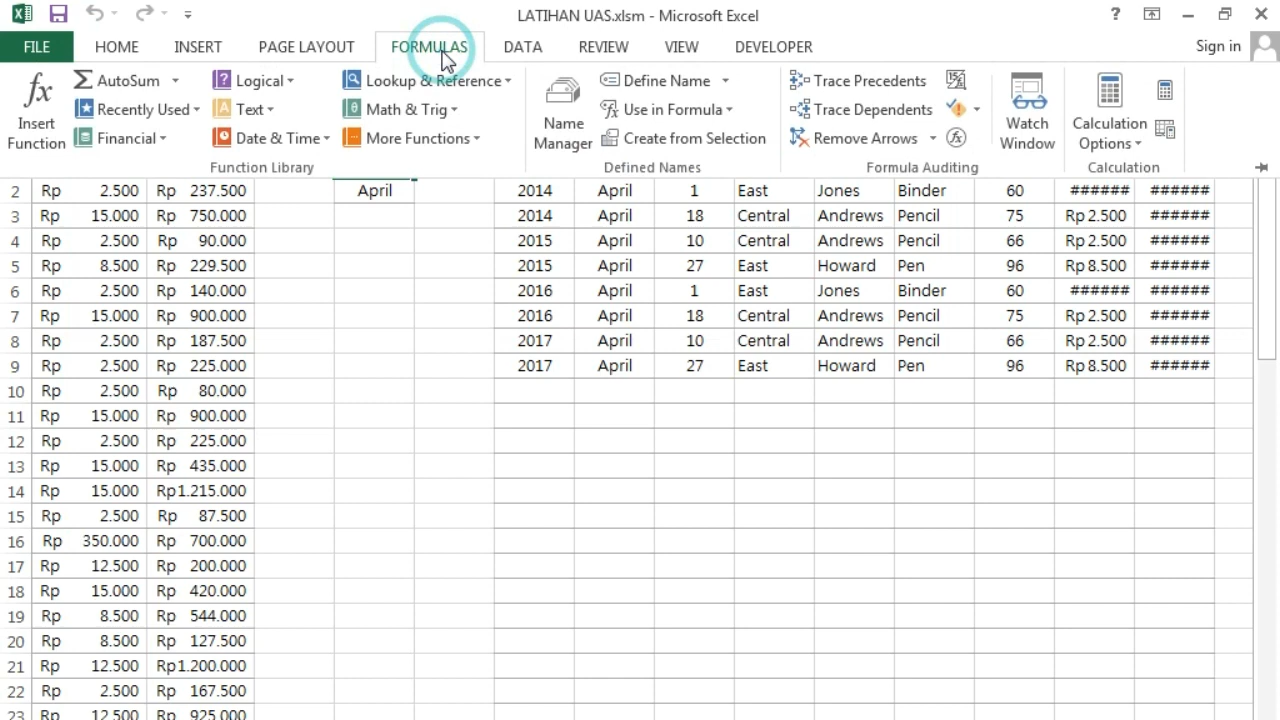 LATIHAN UAS.xlsm - Microsoft Excel
FILE HOME INSERT PAGE LAYOUT FORMULAS DATA REVIEW VIEW DEVELOPER Sign in
fx Insert Function
AutoSum
Recently Used
Financial
Logical
Text
Date & Time
Lookup & Reference
Math & Trig
More Functions
Function Library
Name Manager
Define Name
Use in Formula
Create from Selection
Defined Names
Trace Precedents
Trace Dependents
Remove Arrows
Formula Auditing
Watch Window
Calculation Options
Calculation
2 Rp 2.500 Rp 237.500 April 2014 April 1 East Jones Binder 60 ###### ######
3 Rp 15.000 Rp 750.000 2014 April 18 Central Andrews Pencil 75 Rp 2.500 ######
4 Rp 2.500 Rp 90.000 2015 April 10 Central Andrews Pencil 66 Rp 2.500 ######
5 Rp 8.500 Rp 229.500 2015 April 27 East Howard Pen 96 Rp 8.500 ######
6 Rp 2.500 Rp 140.000 2016 April 1 East Jones Binder 60 ###### ######
7 Rp 15.000 Rp 900.000 2016 April 18 Central Andrews Pencil 75 Rp 2.500 ######
8 Rp 2.500 Rp 187.500 2017 April 10 Central Andrews Pencil 66 Rp 2.500 ######
9 Rp 2.500 Rp 225.000 2017 April 27 East Howard Pen 96 Rp 8.500 ######
10 Rp 2.500 Rp 80.000
11 Rp 15.000 Rp 900.000
12 Rp 2.500 Rp 225.000
13 Rp 15.000 Rp 435.000
14 Rp 15.000 Rp1.215.000
15 Rp 2.500 Rp 87.500
16 Rp 350.000 Rp 700.000
17 Rp 12.500 Rp 200.000
18 Rp 15.000 Rp 420.000
19 Rp 8.500 Rp 544.000
20 Rp 8.500 Rp 127.500
21 Rp 12.500 Rp1.200.000
22 Rp 2.500 Rp 167.500
23 Rp 12.500 Rp 925.000